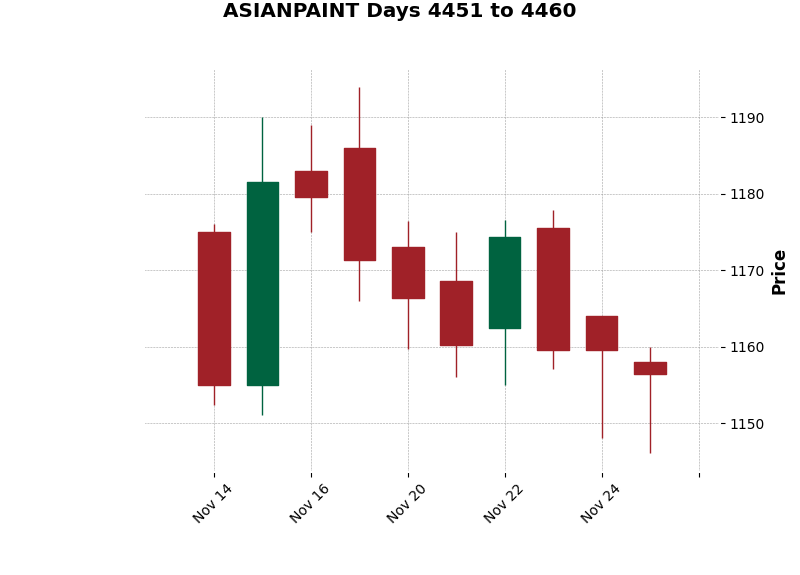 ASIANPAINT Days 4451 to 4460
1190
1180
1170
1160
1150
Price
Nov 14
Nov 16
Nov 20
Nov 22
Nov 24